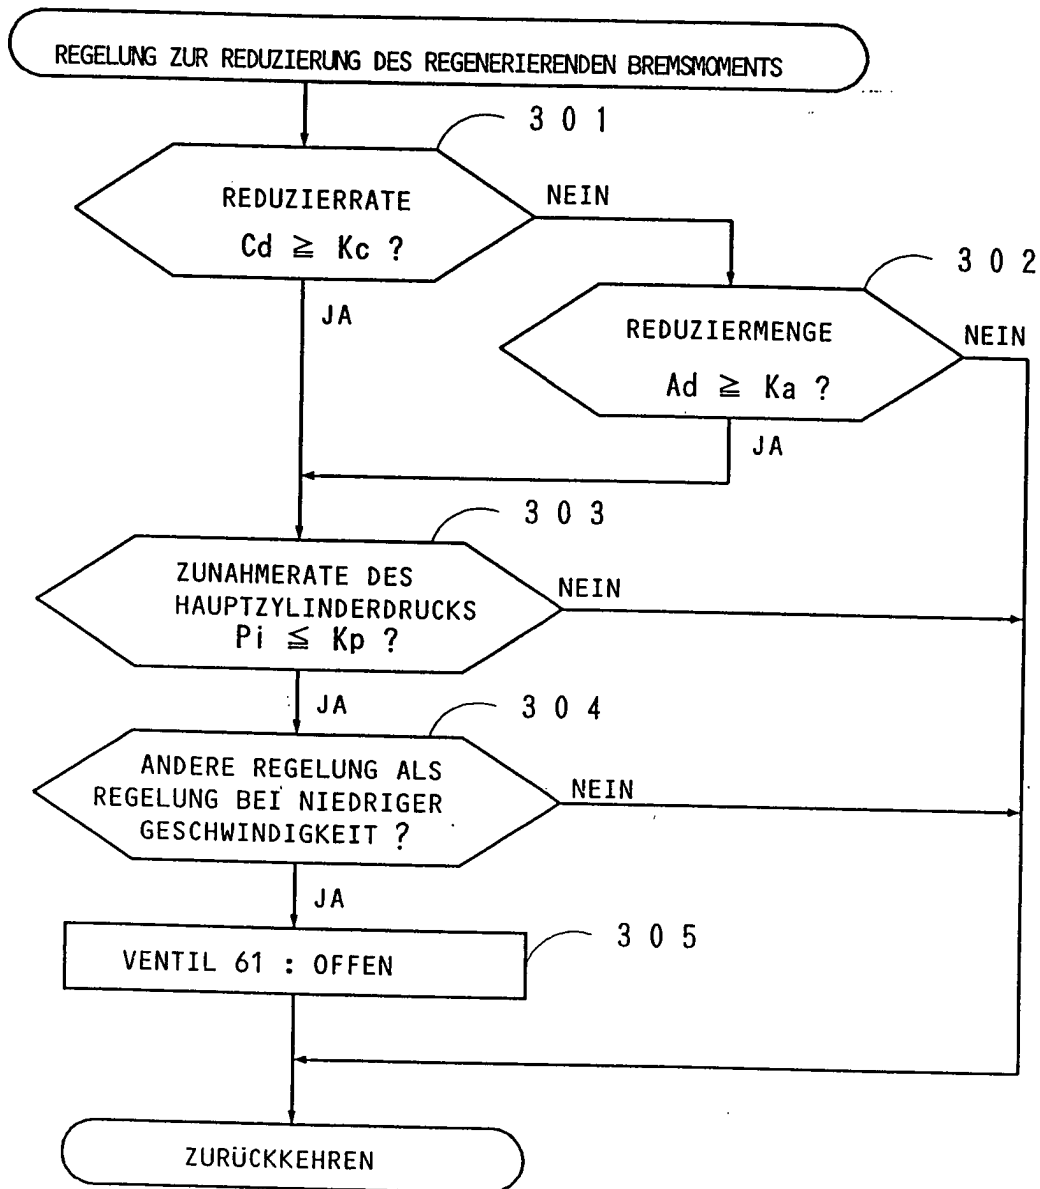 REGELUNG ZUR REDUZIERUNG DES REGENERIERENDEN BREMSMOMENTS
301
REDUZIERRATE
Cd ≧ Kc ?
NEIN
JA
302
REDUZIERMENGE
Ad ≧ Ka ?
NEIN
JA
303
ZUNAHMERATE DES
HAUPTZYLINDERDRUCKS
Pi ≦ Kp ?
NEIN
JA
304
ANDERE REGELUNG ALS
REGELUNG BEI NIEDRIGER
GESCHWINDIGKEIT ?
NEIN
JA
305
VENTIL 61 : OFFEN
ZURÜCKKEHREN